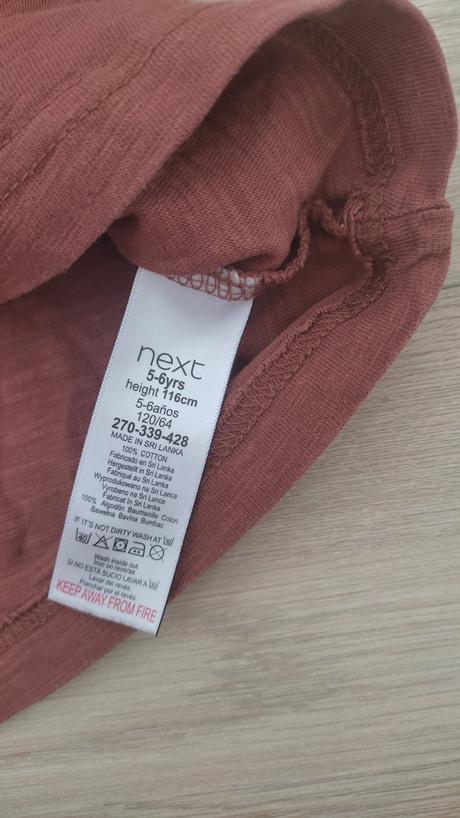 next
5-6yrs
height 116cm
5-6años
120/64
270-339-428
MADE IN SRI LANKA
100% COTTON
Fabricado en Sri Lanka
Hergestellt in Sri Lanka
Fabriqué au Sri Lanka
Wyprodukowano na Sri Lance
Vyrobeno na Sri Lance
Fabricat în Sri Lanka
100% Algodón Baumwolle Coton
Bawełna Bavlna Bumbac
IF IT'S NOT DIRTY WASH AT
40
Wash inside out
Iron on reverse
SI NO ESTÁ SUCIO LAVAR A
Lavar del revés.
Planchar por el revés.
KEEP AWAY FROM FIRE